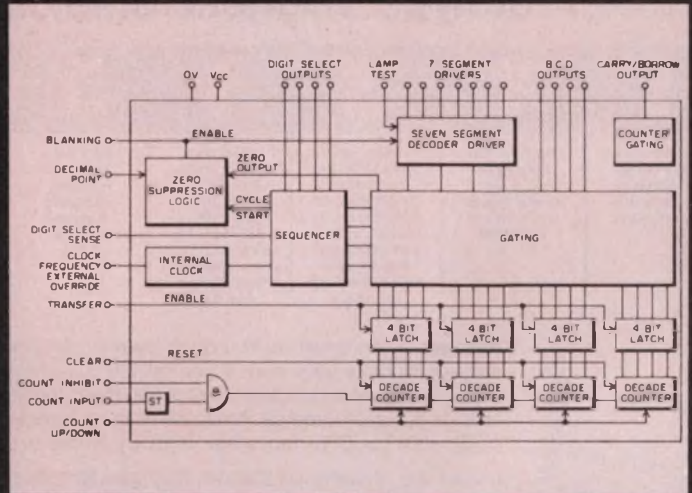 DIGIT SELECT
OUTPUTS
LAMP
TEST
7 SEGMENT
DRIVERS
B.C.D
OUTPUTS
CARRY/BORROW
OUTPUT
0V
Vcc
BLANKING
ENABLE
SEVEN SEGMENT
DECODER DRIVER
COUNTER
GATING
DECIMAL
POINT
ZERO
SUPPRESSION
LOGIC
ZERO
OUTPUT
CYCLE
START
SEQUENCER
GATING
DIGIT SELECT
SENSE
CLOCK
FREQUENCY
EXTERNAL
OVERRIDE
INTERNAL
CLOCK
TRANSFER
ENABLE
4 BIT
LATCH
4 BIT
LATCH
4 BIT
LATCH
4 BIT
LATCH
CLEAR
RESET
COUNT INHIBIT
COUNT INPUT
ST
DECADE
COUNTER
DECADE
COUNTER
DECADE
COUNTER
DECADE
COUNTER
COUNT
UP/DOWN